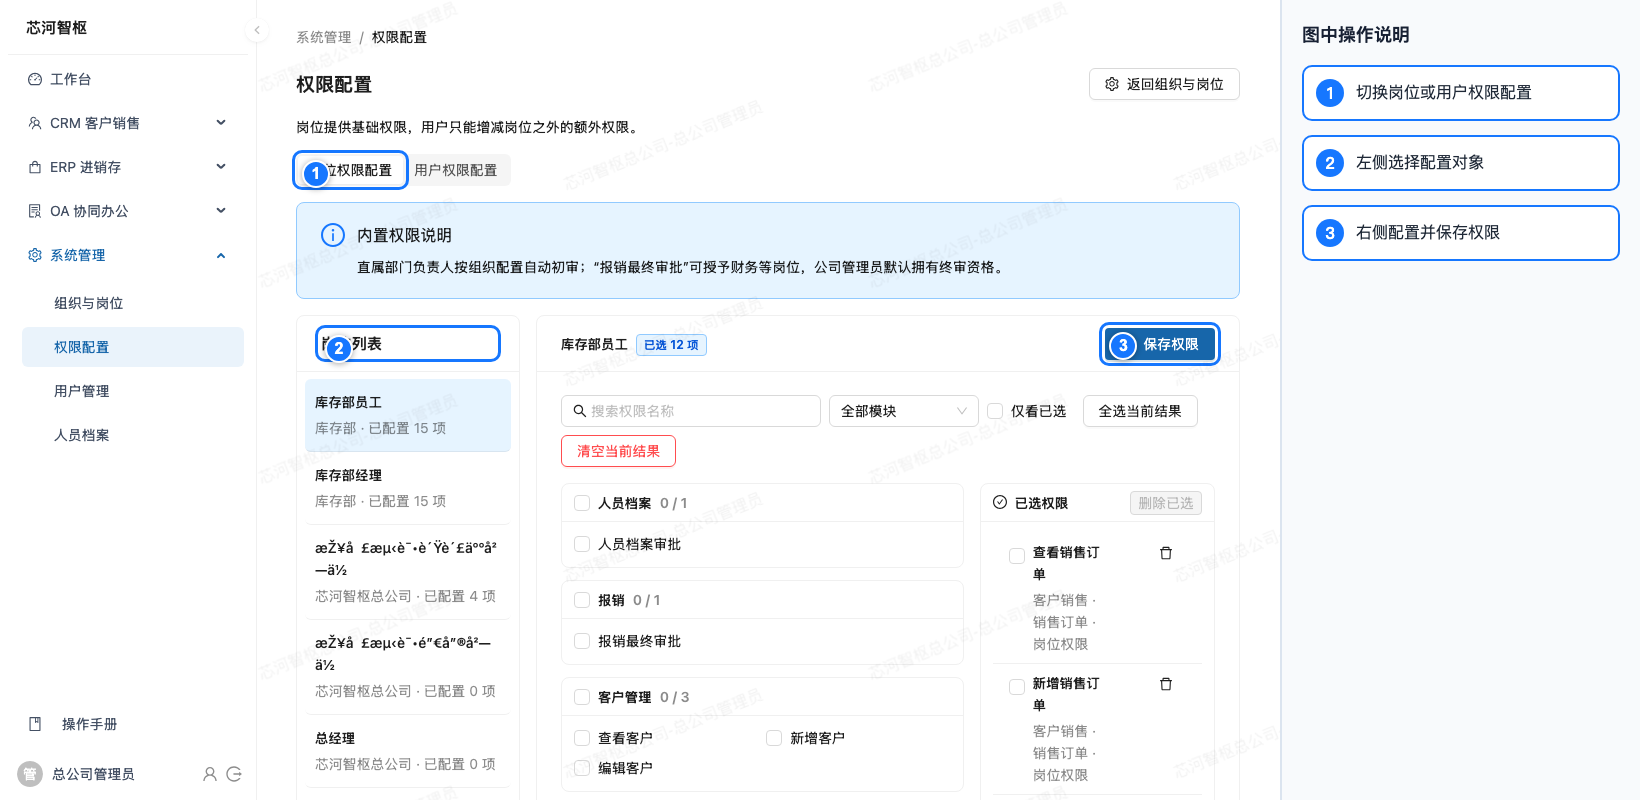 芯河智枢
工作台
CRM 客户销售
ERP 进销存
OA 协同办公
系统管理
组织与岗位
权限配置
用户管理
人员档案
操作手册
管 总公司管理员
系统管理 / 权限配置
权限配置
返回组织与岗位
岗位提供基础权限，用户只能增减岗位之外的额外权限。
1 位权限配置 用户权限配置
内置权限说明
直属部门负责人按组织配置自动初审；“报销最终审批”可授予财务等岗位，公司管理员默认拥有终审资格。
2 列表
库存部员工
库存部 · 已配置 15 项
库存部经理
库存部 · 已配置 15 项
芯河智枢总公司 · 已配置 4 项
芯河智枢总公司 · 已配置 0 项
总经理
芯河智枢总公司 · 已配置 0 项
库存部员工 已选 12 项
3 保存权限
搜索权限名称
全部模块
仅看已选
全选当前结果
清空当前结果
人员档案 0 / 1
人员档案审批
报销 0 / 1
报销最终审批
客户管理 0 / 3
查看客户 新增客户
编辑客户
已选权限 删除已选
查看销售订
单
客户销售 ·
销售订单 ·
岗位权限
新增销售订
单
客户销售 ·
销售订单 ·
岗位权限
图中操作说明
1 切换岗位或用户权限配置
2 左侧选择配置对象
3 右侧配置并保存权限
芯河智枢总公司-总公司管理员